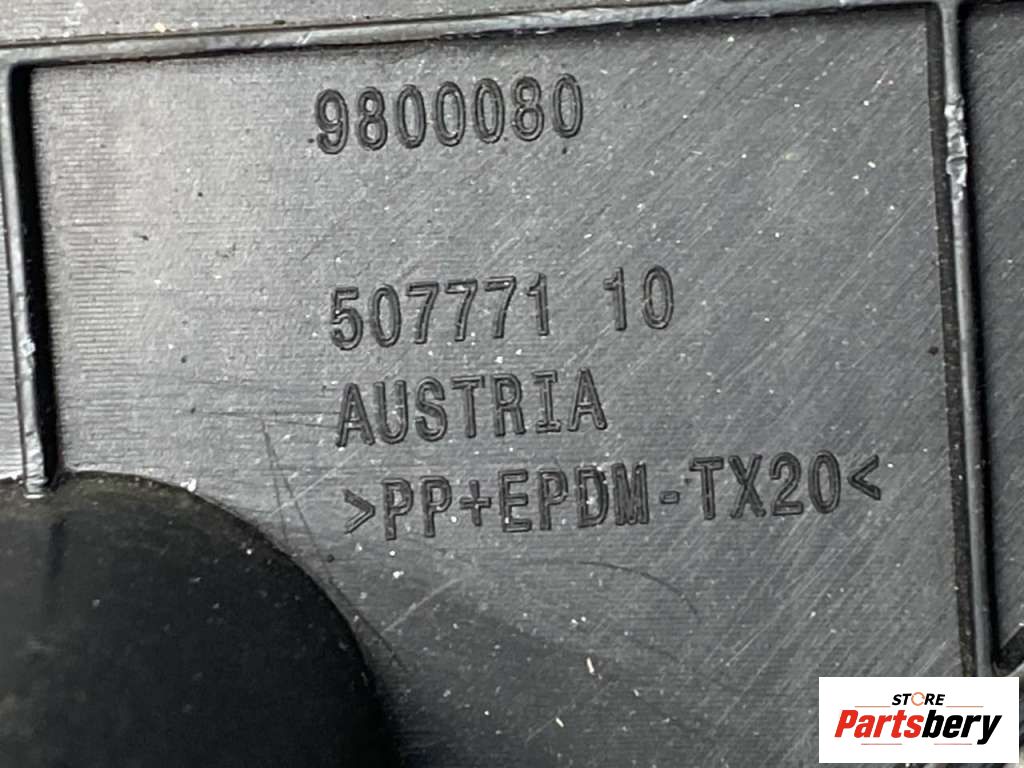 9800080
507771 10
AUSTRIA
>PP+EPDM-TX20<
STORE
Partsbery